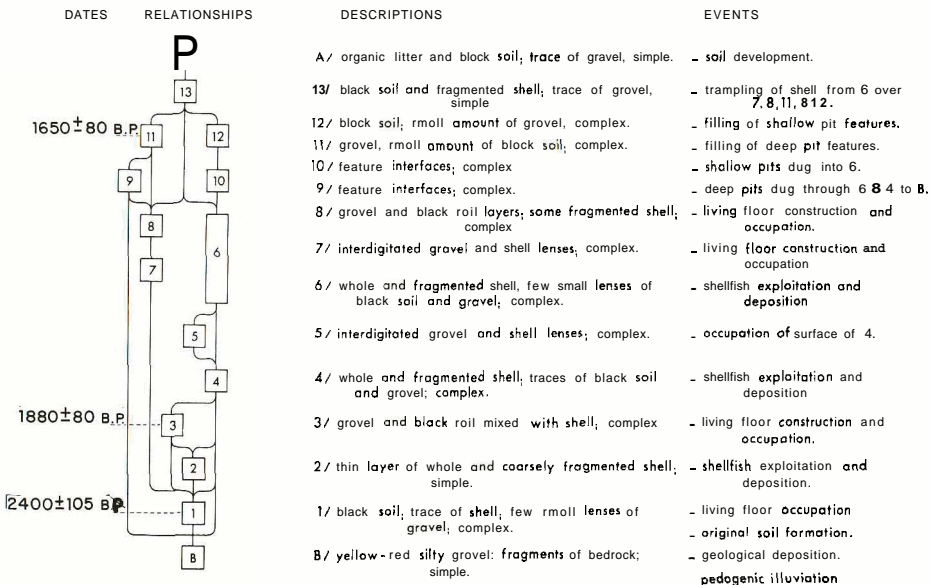 DATES RELATIONSHIPS DESCRIPTIONS EVENTS
P
A/ organic litter and block soil; trace of gravel, simple. – soil development.
13
13/ black soil and fragmented shell; trace of grovel, – trampling of shell from 6 over
simple 7, 8, 11, 812.
1650±80 B.P. 11 12
12/ block soil; rmoll amount of grovel, complex. – filling of shallow pit features.
11/ grovel, rmoll amount of block soil; complex. – filling of deep pit features.
10/ feature interfaces; complex – shallow pits dug into 6.
9 10
9/ feature interfaces; complex. – deep pits dug through 6 8 4 to B.
8/ grovel and black roil layers; some fragmented shell; – living floor construction and
complex occupation.
8
7/ interdigitated gravel and shell lenses; complex. – living floor construction and
occupation
6
7
6/ whole and fragmented shell, few small lenses of – shellfish exploitation and
black soil and gravel; complex. deposition
5
5/ interdigitated grovel and shell lenses; complex. – occupation of surface of 4.
4
4/ whole and fragmented shell; traces of black soil – shellfish exploitation and
and grovel; complex. deposition
1880±80 B.P. 3
3/ grovel and black roil mixed with shell; complex – living floor construction and
occupation.
2
2/ thin layer of whole and coarsely fragmented shell; – shellfish exploitation and
simple. deposition.
2400±105 B.P. 1
1/ black soil; trace of shell, few rmoll lenses of – living floor occupation
gravel; complex. – original soil formation.
B
B/ yellow-red silty grovel: fragments of bedrock; – geological deposition.
simple. pedogenic illuviation